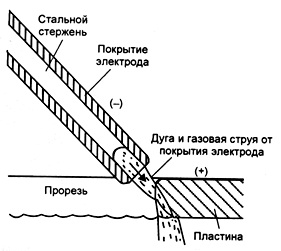 Стальной
стержень
Покрытие
электрода
(–)
Дуга и газовая струя от
покрытия электрода
(+)
Прорезь
Пластина